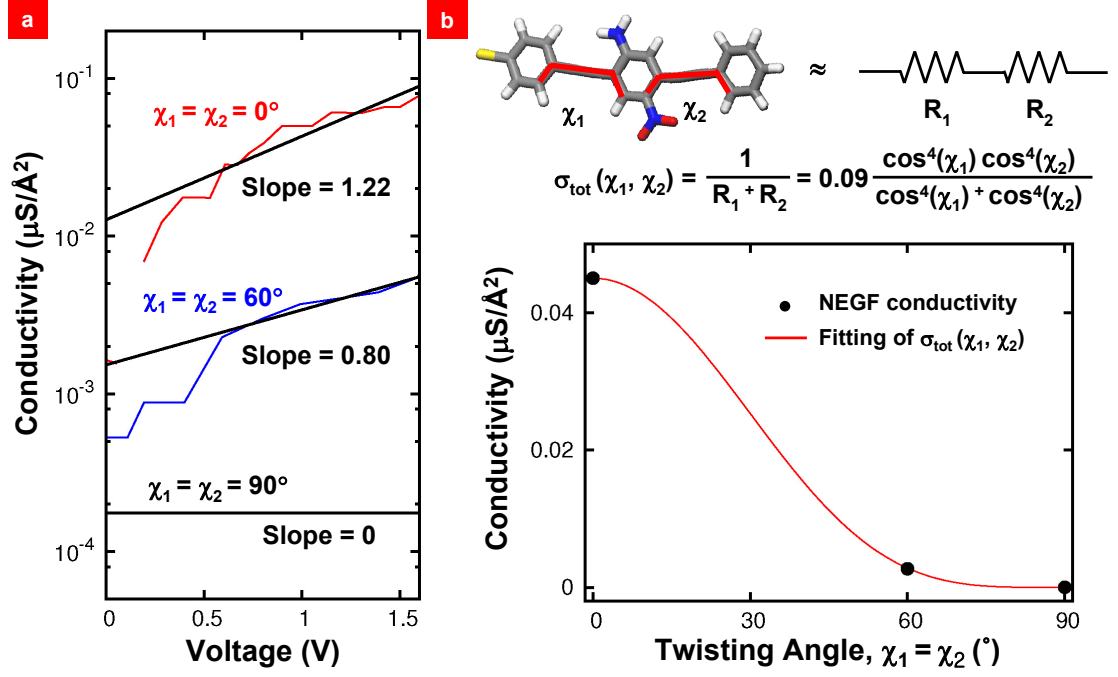 a
Conductivity (μS/Å²)
10⁻¹
10⁻²
10⁻³
10⁻⁴
χ₁ = χ₂ = 0°
Slope = 1.22
χ₁ = χ₂ = 60°
Slope = 0.80
χ₁ = χ₂ = 90°
Slope = 0
0
0.5
1
1.5
Voltage (V)
b
χ₁
χ₂
≈
R₁
R₂
σtot (χ₁, χ₂) = 1 / (R₁ + R₂) = 0.09 cos⁴(χ₁) cos⁴(χ₂) / (cos⁴(χ₁) + cos⁴(χ₂))
Conductivity (μS/Å²)
0.04
0.02
0
NEGF conductivity
Fitting of σtot (χ₁, χ₂)
0
30
60
90
Twisting Angle, χ₁ = χ₂ (°)